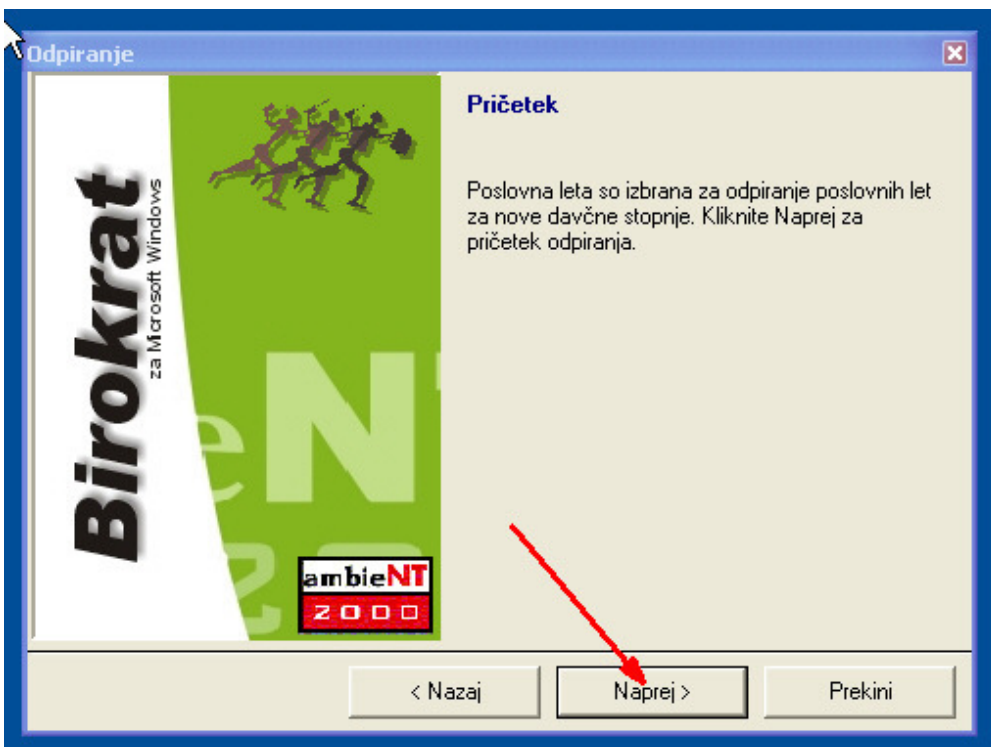 Odpiranje
Birokrat
za Microsoft Windows
eN
ambieNT
2000
Pričetek
Poslovna leta so izbrana za odpiranje poslovnih let
za nove davčne stopnje. Kliknite Naprej za
pričetek odpiranja.
< Nazaj
Naprej >
Prekini